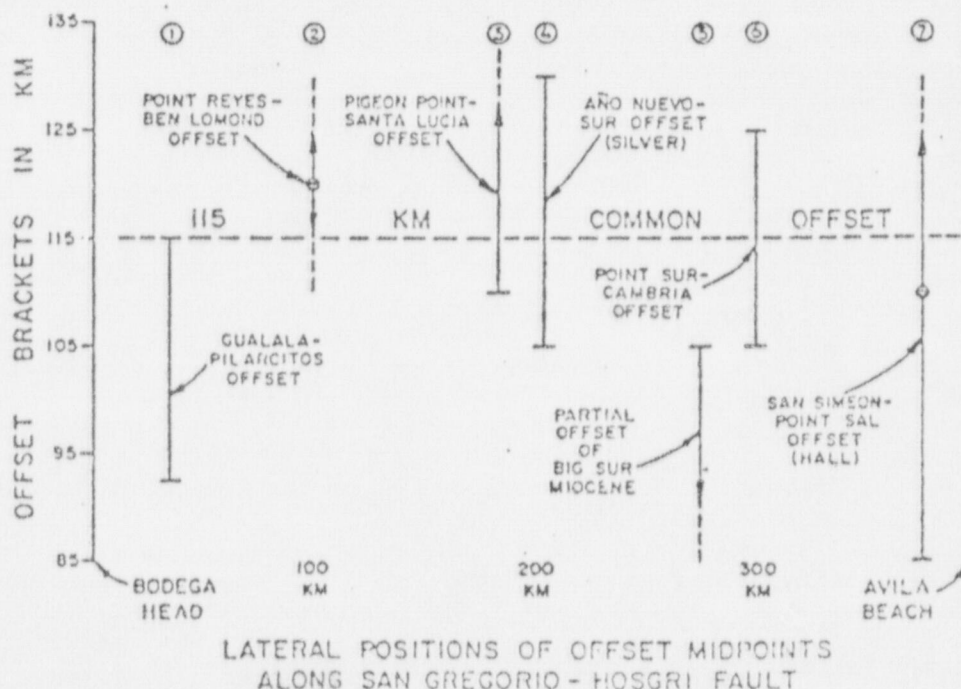 OFFSET BRACKETS IN KM
135
125
115
105
95
85
① ② ③ ④ ⑤ ⑥ ⑦
POINT REYES-
BEN LOMOND
OFFSET
PIGEON POINT-
SANTA LUCIA
OFFSET
AÑO NUEVO-
SUR OFFSET
(SILVER)
115 KM COMMON OFFSET
GUALALA-
PILARCITOS
OFFSET
POINT SUR-
CAMBRIA
OFFSET
PARTIAL
OFFSET
OF
BIG SUR
MIOCENE
SAN SIMEON-
POINT SAL
OFFSET
(HALL)
BODEGA
HEAD
100
KM
200
KM
300
KM
AVILA
BEACH
LATERAL POSITIONS OF OFFSET MIDPOINTS
ALONG SAN GREGORIO - HOSGRI FAULT